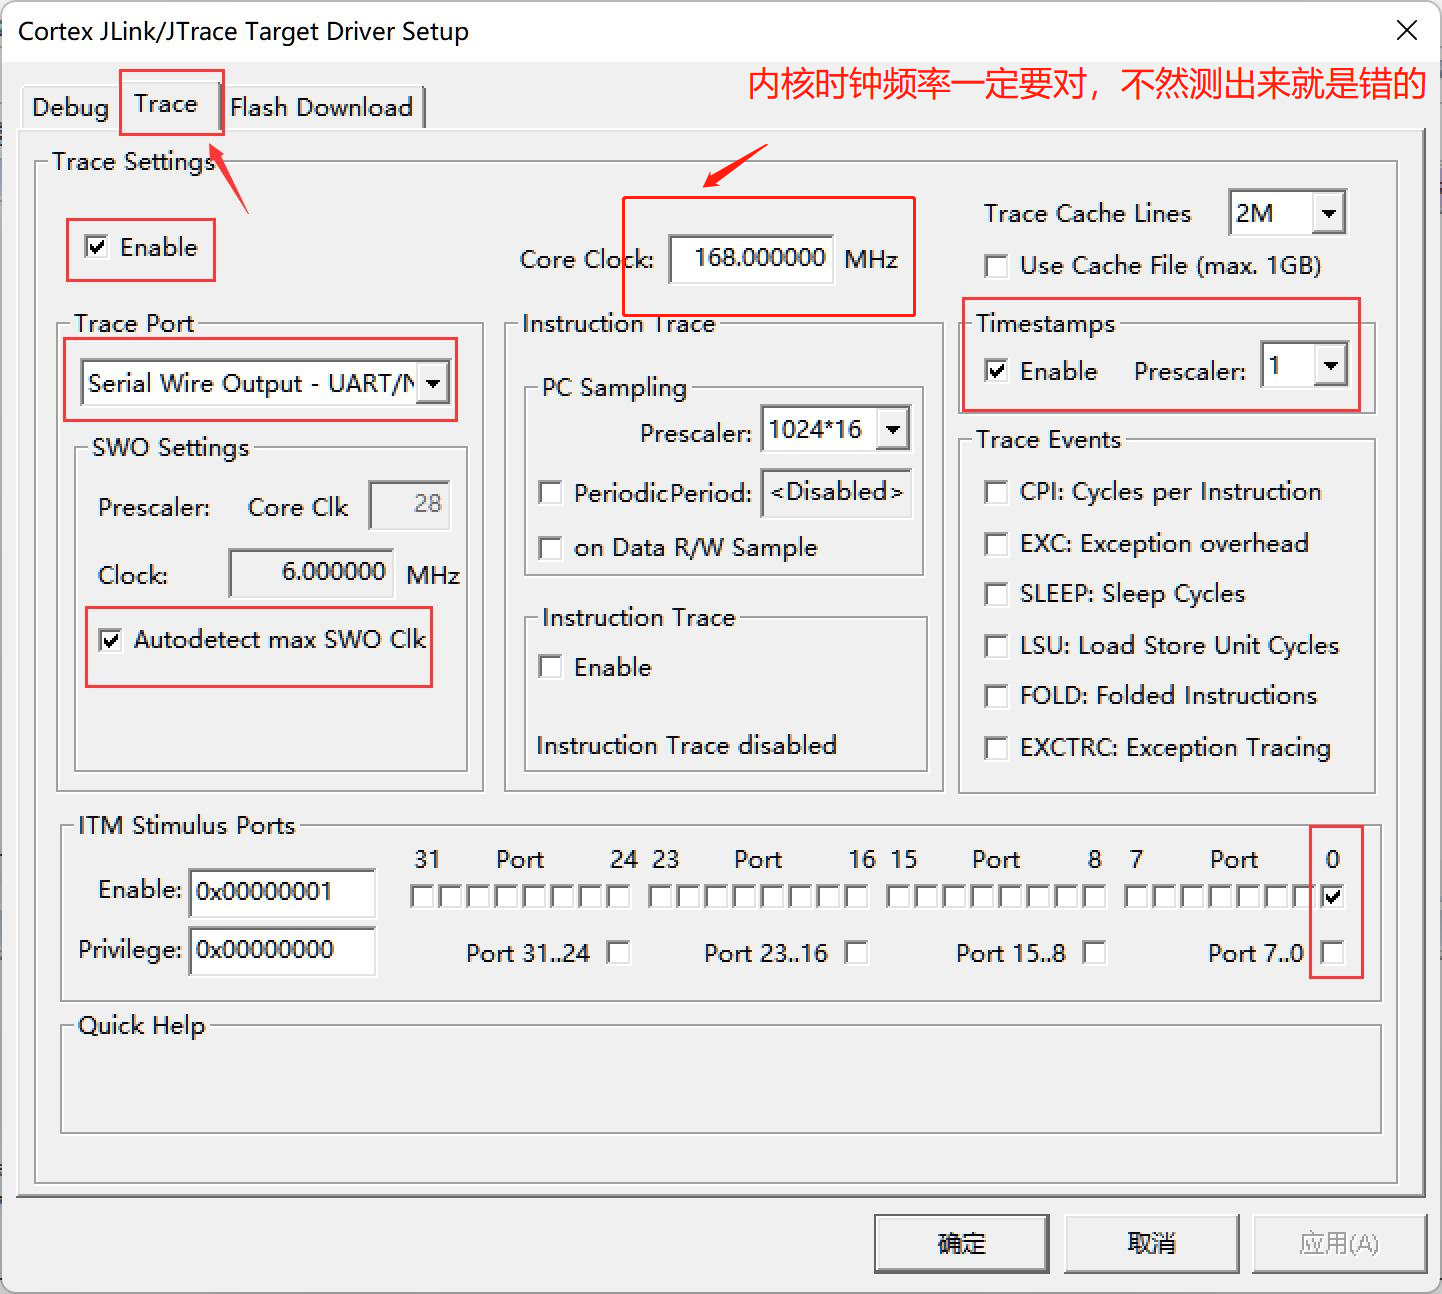 Cortex JLink/JTrace Target Driver Setup
内核时钟频率一定要对，不然测出来就是错的
Debug Trace Flash Download
Trace Settings
Enable
Core Clock: 168.000000 MHz
Trace Cache Lines 2M
Use Cache File (max. 1GB)
Trace Port
Serial Wire Output - UART/N
SWO Settings
Prescaler: Core Clk 28
Clock: 6.000000 MHz
Autodetect max SWO Clk
Instruction Trace
PC Sampling
Prescaler: 1024*16
Periodic Period: <Disabled>
on Data R/W Sample
Instruction Trace
Enable
Instruction Trace disabled
Timestamps
Enable Prescaler: 1
Trace Events
CPI: Cycles per Instruction
EXC: Exception overhead
SLEEP: Sleep Cycles
LSU: Load Store Unit Cycles
FOLD: Folded Instructions
EXCTRC: Exception Tracing
ITM Stimulus Ports
31 Port 24 23 Port 16 15 Port 8 7 Port 0
Enable: 0x00000001
Privilege: 0x00000000 Port 31..24 Port 23..16 Port 15..8 Port 7..0
Quick Help
确定 取消 应用(A)